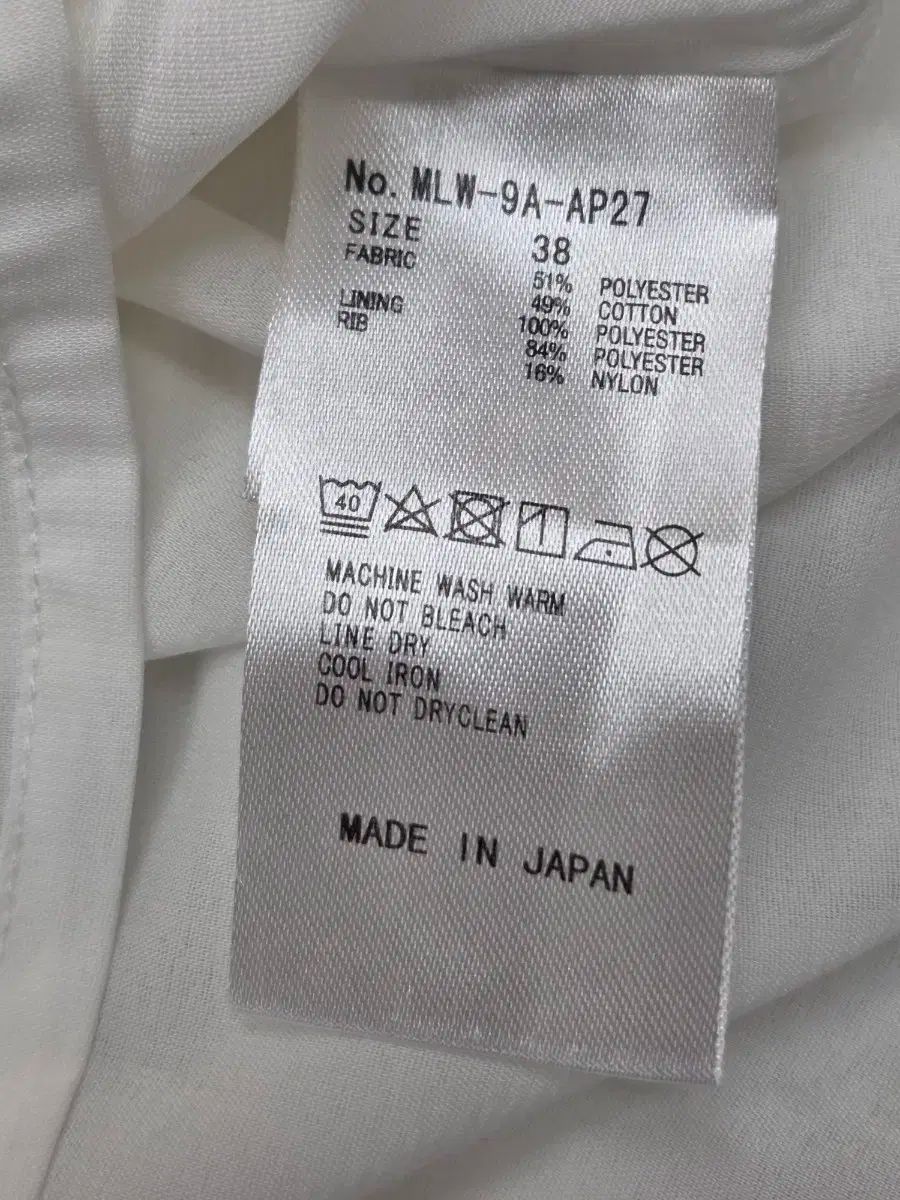 No. MLW-9A-AP27
SIZE 38
FABRIC 51% POLYESTER
49% COTTON
LINING 100% POLYESTER
RIB 84% POLYESTER
16% NYLON
40
MACHINE WASH WARM
DO NOT BLEACH
LINE DRY
COOL IRON
DO NOT DRYCLEAN
MADE IN JAPAN